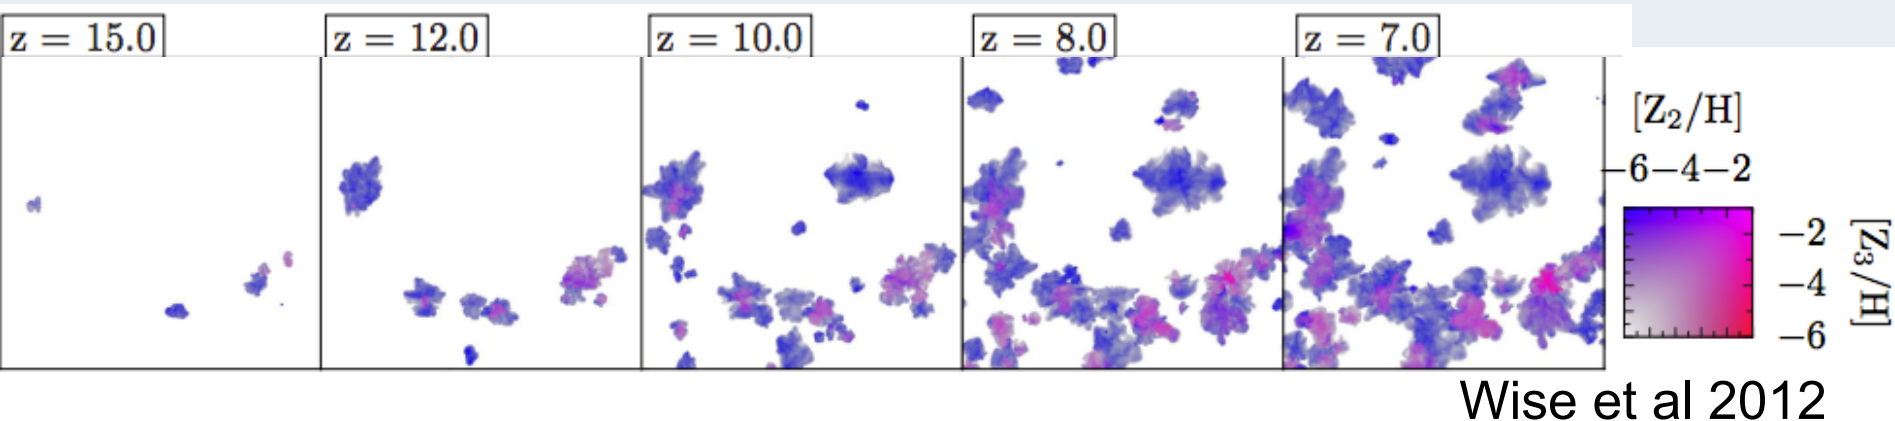 z = 15.0
z = 12.0
z = 10.0
z = 8.0
z = 7.0
[Z₂/H]
−6−4−2
−2
−4
−6
[Z₃/H]
Wise et al 2012